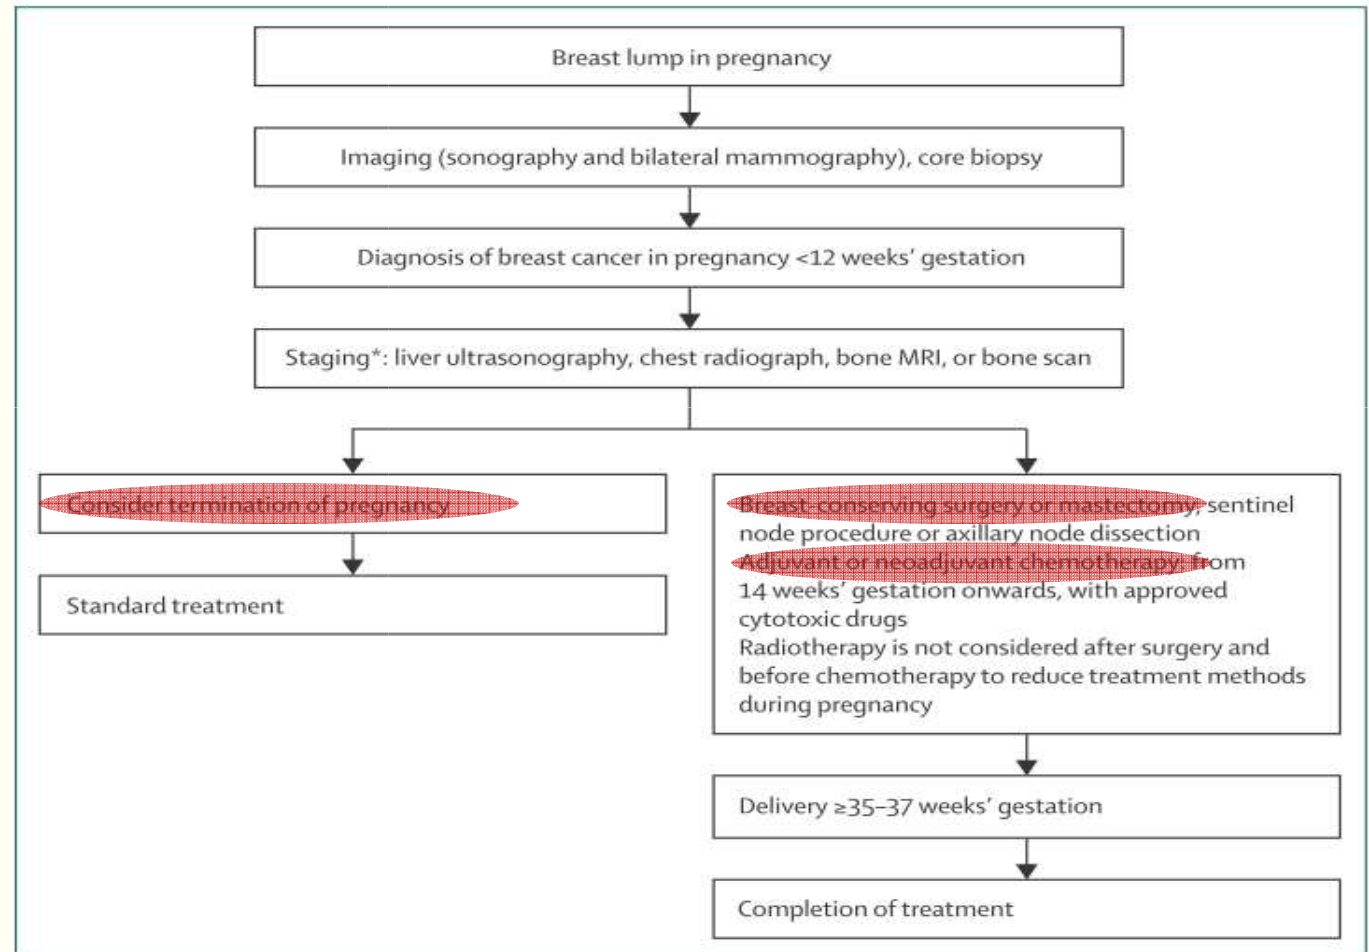 Breast lump in pregnancy
Imaging (sonography and bilateral mammography), core biopsy
Diagnosis of breast cancer in pregnancy <12 weeks' gestation
Staging*: liver ultrasonography, chest radiograph, bone MRI, or bone scan
Consider termination of pregnancy
Standard treatment
Breast-conserving surgery or mastectomy, sentinel
node procedure or axillary node dissection
Adjuvant or neoadjuvant chemotherapy, from
14 weeks' gestation onwards, with approved
cytotoxic drugs
Radiotherapy is not considered after surgery and
before chemotherapy to reduce treatment methods
during pregnancy
Delivery ≥35–37 weeks' gestation
Completion of treatment